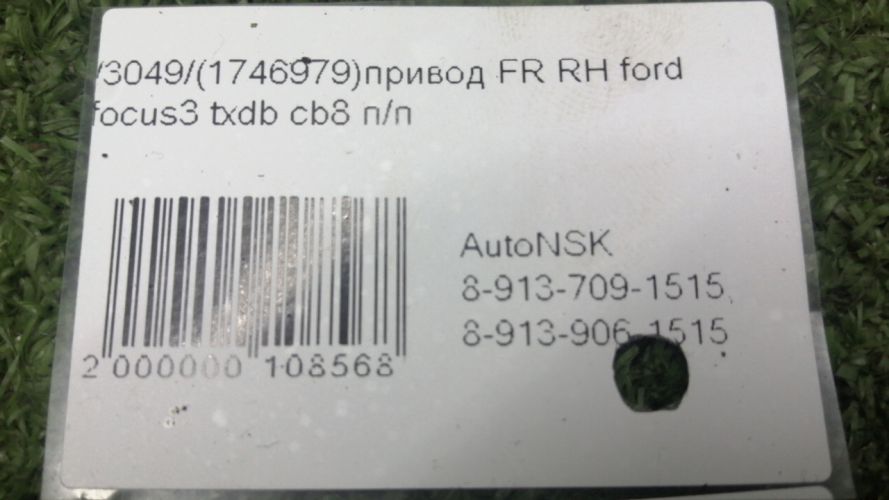 /3049/(1746979)привод FR RH ford
focus3 txdb cb8 п/п
AutoNSK
8-913-709-1515,
8-913-906-1515
2 000000 108568